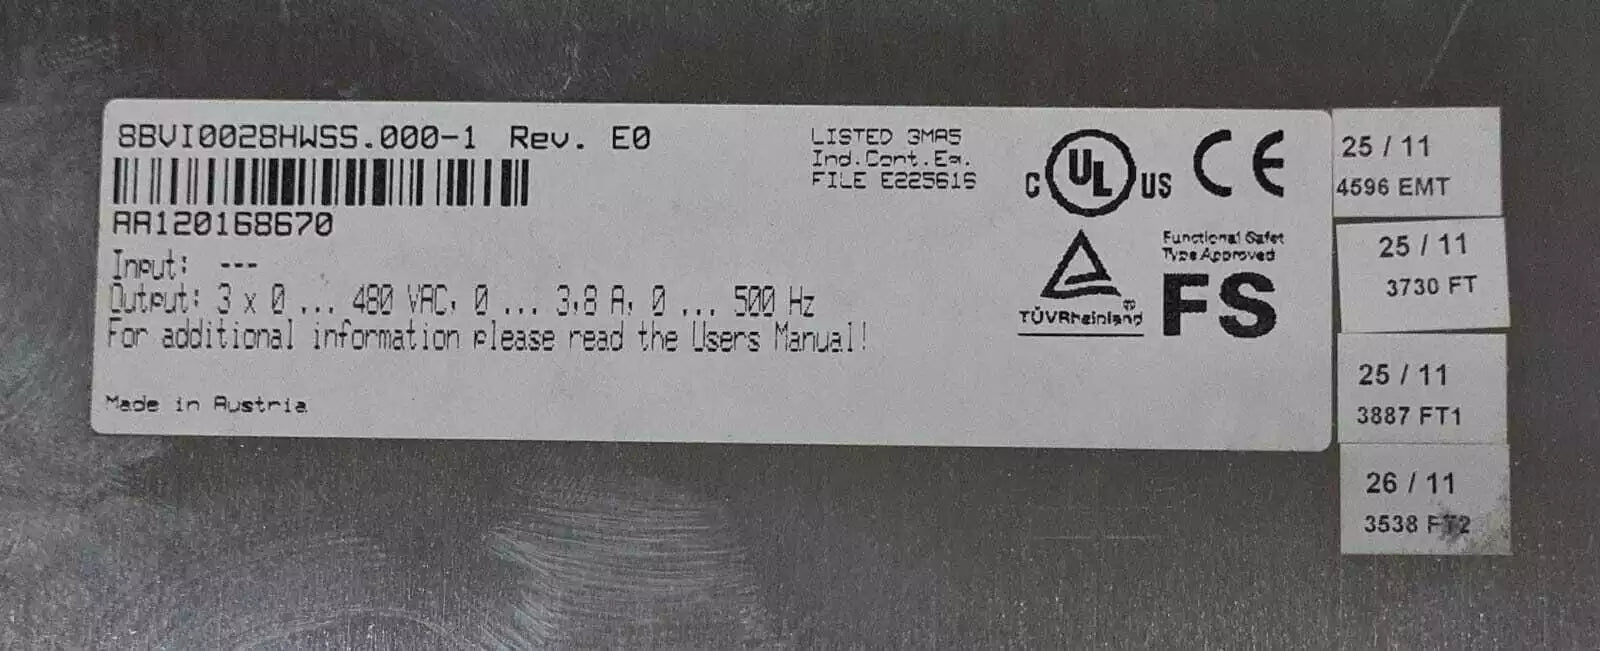 8BVI0028HWSS.000-1 Rev. E0
AA120168670
Input: ---
Output: 3 x 0 ... 480 VAC, 0 ... 3,8 A, 0 ... 500 Hz
For additional information please read the Users Manual!
Made in Austria
LISTED 3MA5
Ind.Cont.Eq.
FILE E225616
C UL US CE
Functional Safet
Type Approved
TÜVRheinland
FS
25 / 11
4596 EMT
25 / 11
3730 FT
25 / 11
3887 FT1
26 / 11
3538 FT2